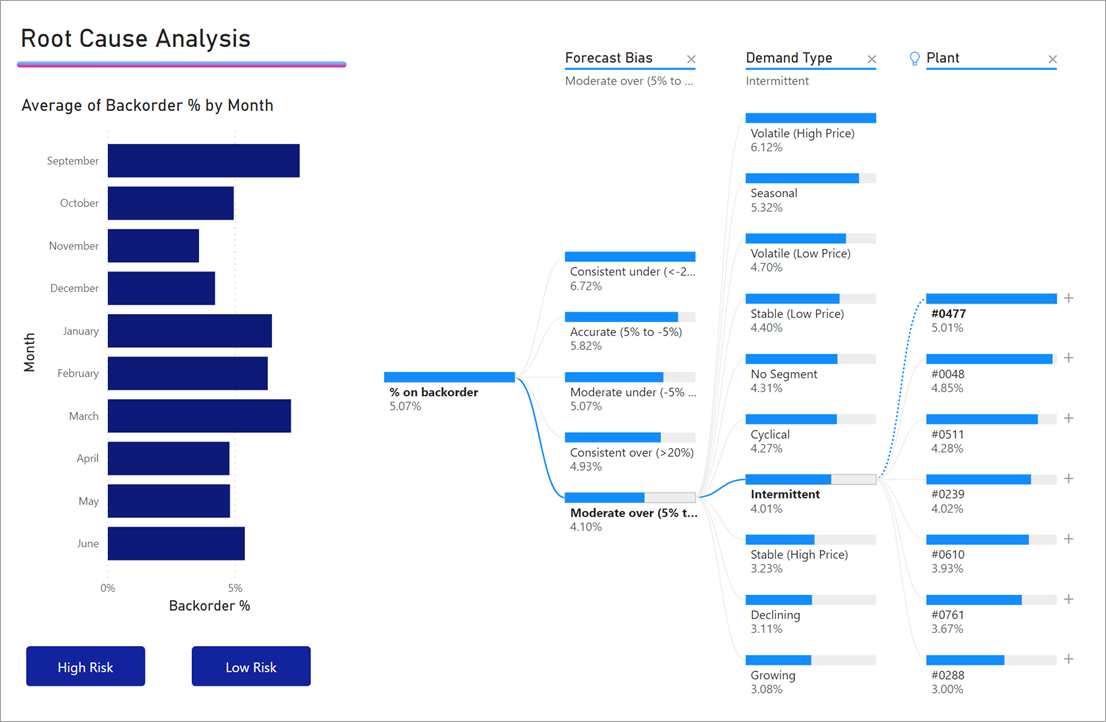 Root Cause Analysis
Average of Backorder % by Month
Month
September
October
November
December
January
February
March
April
May
June
0%
5%
Backorder %
High Risk
Low Risk
% on backorder
5.07%
Forecast Bias ×
Moderate over (5% to ...
Consistent under (<-2...
6.72%
Accurate (5% to -5%)
5.82%
Moderate under (-5% ...
5.07%
Consistent over (>20%)
4.93%
Moderate over (5% t...
4.10%
Demand Type ×
Intermittent
Volatile (High Price)
6.12%
Seasonal
5.32%
Volatile (Low Price)
4.70%
Stable (Low Price)
4.40%
No Segment
4.31%
Cyclical
4.27%
Intermittent
4.01%
Stable (High Price)
3.23%
Declining
3.11%
Growing
3.08%
Plant ×
#0477
5.01%
#0048
4.85%
#0511
4.28%
#0239
4.02%
#0610
3.93%
#0761
3.67%
#0288
3.00%